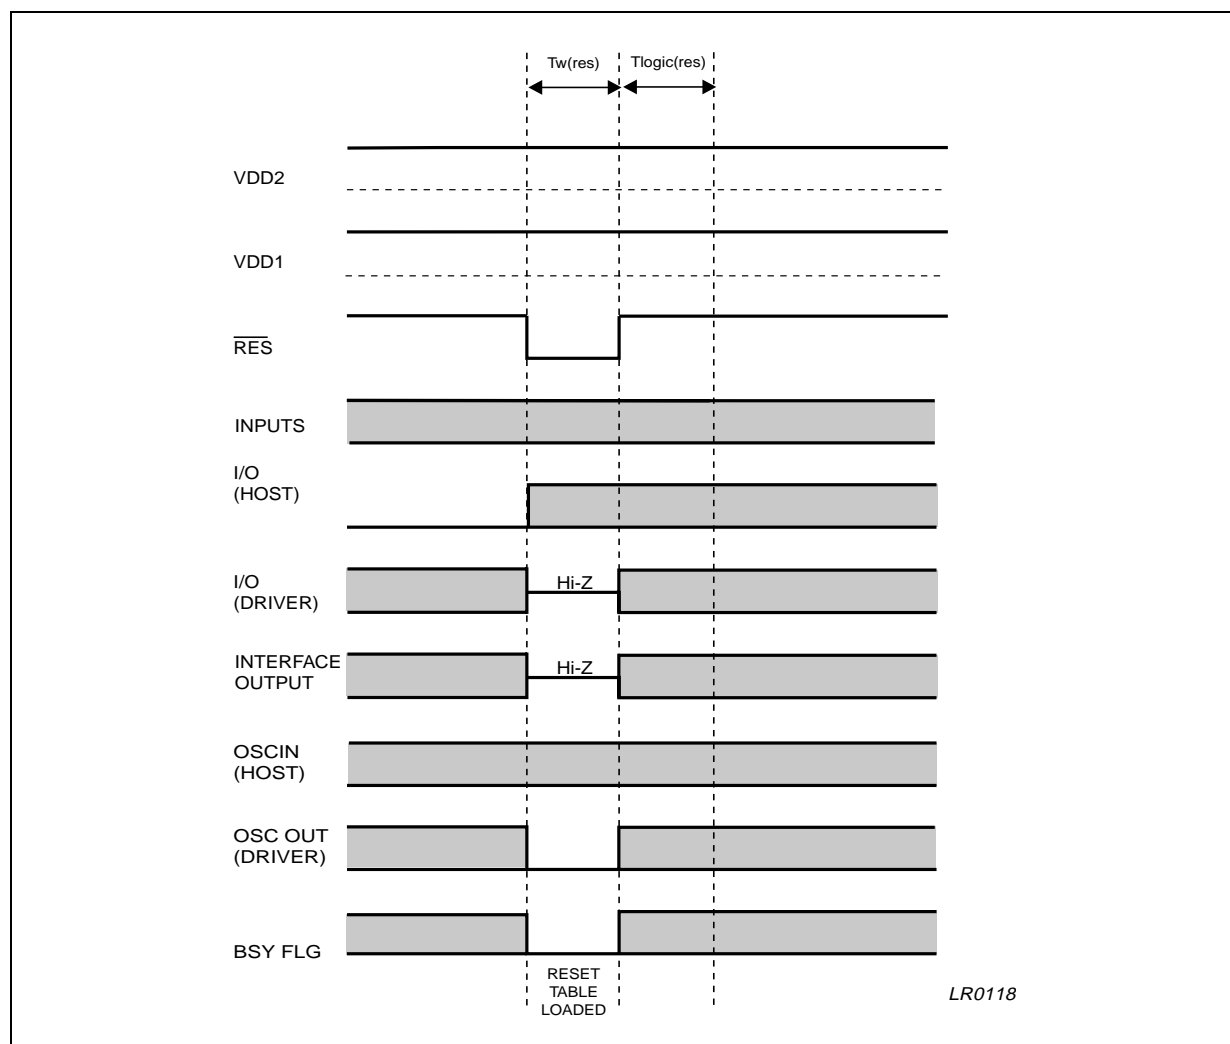 Tw(res) Tlogic(res)
VDD2
VDD1
RES
INPUTS
I/O
(HOST)
I/O
(DRIVER)
Hi-Z
INTERFACE
OUTPUT
Hi-Z
OSCIN
(HOST)
OSC OUT
(DRIVER)
BSY FLG
RESET
TABLE
LOADED
LR0118